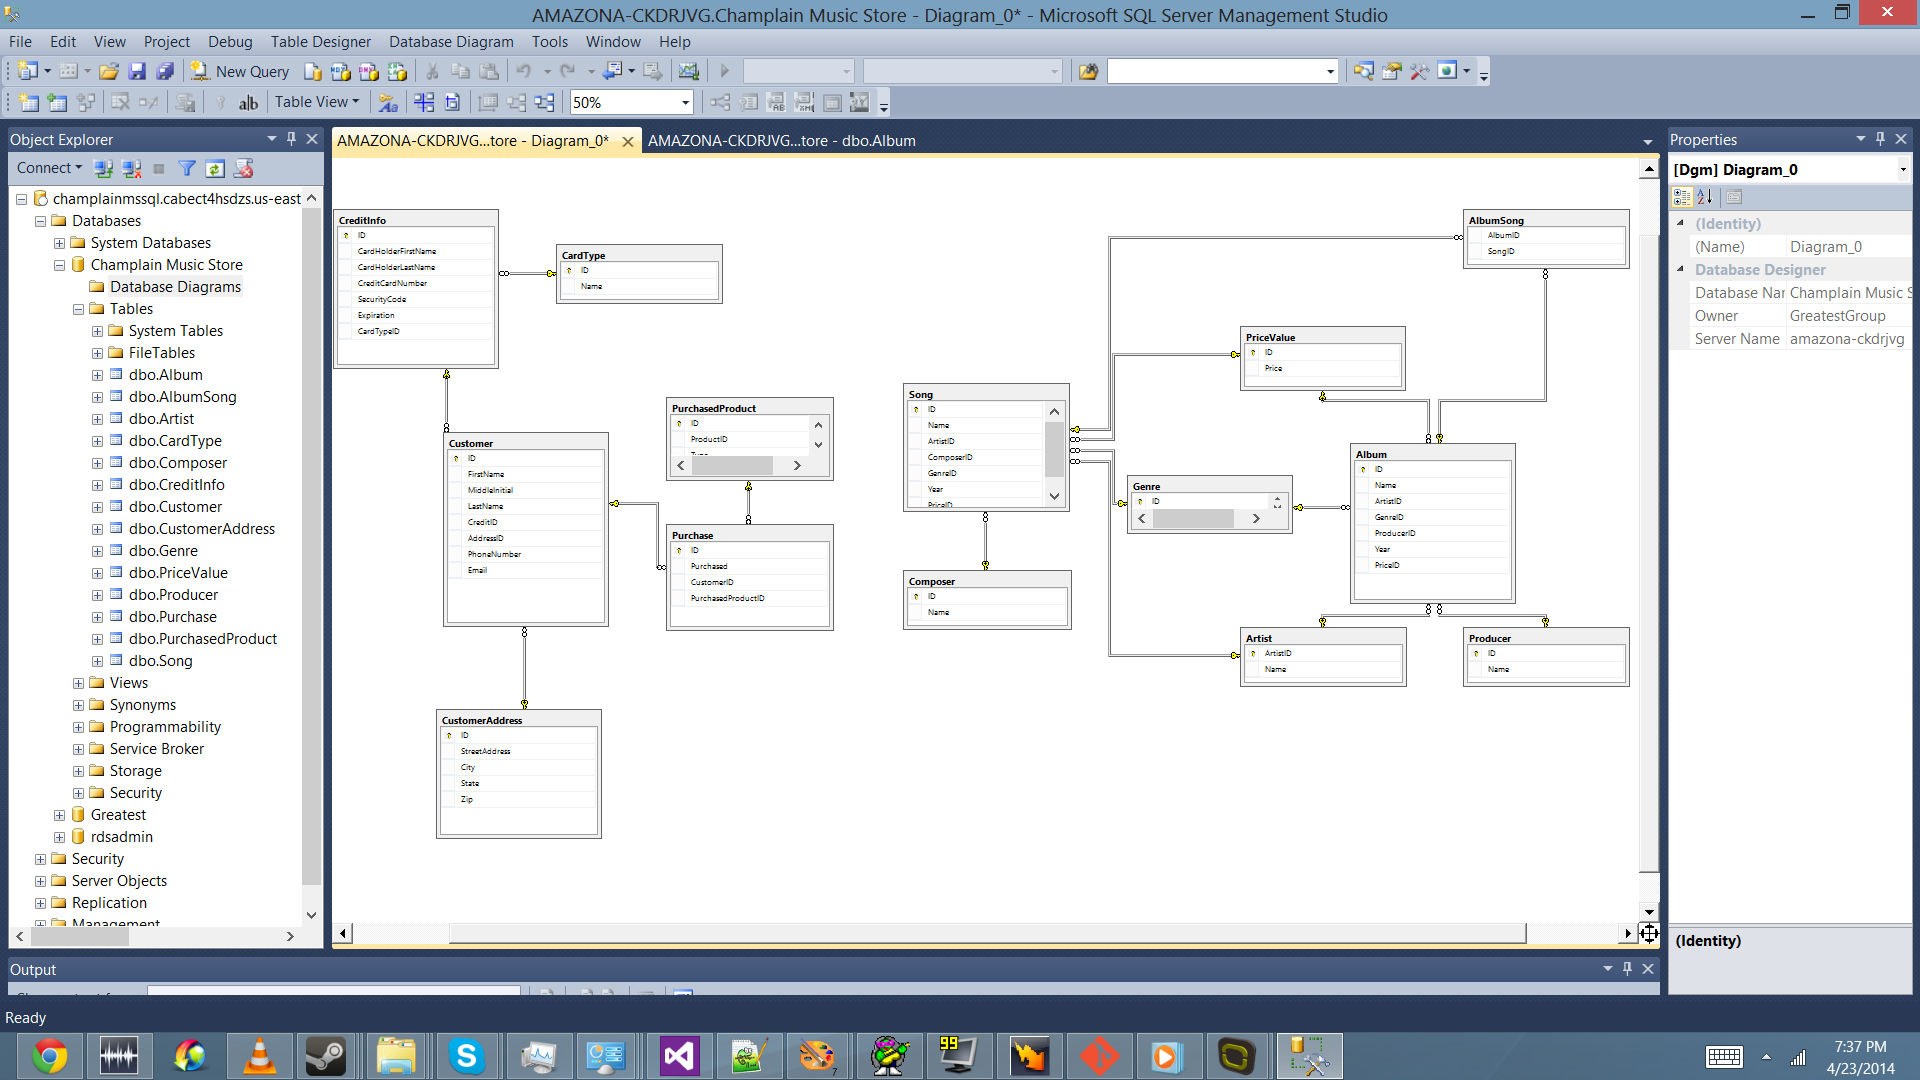 AMAZONA-CKDRJVG.Champlain Music Store - Diagram_0* - Microsoft SQL Server Management Studio
File Edit View Project Debug Table Designer Database Diagram Tools Window Help
New Query
Table View 50%
Object Explorer
Connect
champlainmssql.cabect4hsdzs.us-east
Databases
System Databases
Champlain Music Store
Database Diagrams
Tables
System Tables
FileTables
dbo.Album
dbo.AlbumSong
dbo.Artist
dbo.CardType
dbo.Composer
dbo.CreditInfo
dbo.Customer
dbo.CustomerAddress
dbo.Genre
dbo.PriceValue
dbo.Producer
dbo.Purchase
dbo.PurchasedProduct
dbo.Song
Views
Synonyms
Programmability
Service Broker
Storage
Security
Greatest
rdsadmin
Security
Server Objects
Replication
Management
AMAZONA-CKDRJVG...tore - Diagram_0* AMAZONA-CKDRJVG...tore - dbo.Album
CreditInfo
ID
CardHolderFirstName
CardHolderLastName
CreditCardNumber
SecurityCode
Expiration
CardTypeID
CardType
ID
Name
Customer
ID
FirstName
MiddleInitial
LastName
CreditID
AddressID
PhoneNumber
Email
PurchasedProduct
ID
ProductID
Type
Purchase
ID
Purchased
CustomerID
PurchasedProductID
CustomerAddress
ID
StreetAddress
City
State
Zip
Song
ID
Name
ArtistID
ComposerID
GenreID
Year
PriceID
Composer
ID
Name
Genre
ID
PriceValue
ID
Price
AlbumSong
AlbumID
SongID
Album
ID
Name
ArtistID
GenreID
ProducerID
Year
PriceID
Artist
ArtistID
Name
Producer
ID
Name
Properties
[Dgm] Diagram_0
(Identity)
(Name) Diagram_0
Database Designer
Database Nar Champlain Music S
Owner GreatestGroup
Server Name amazona-ckdrjvg
(Identity)
Output
Ready
99
7:37 PM
4/23/2014